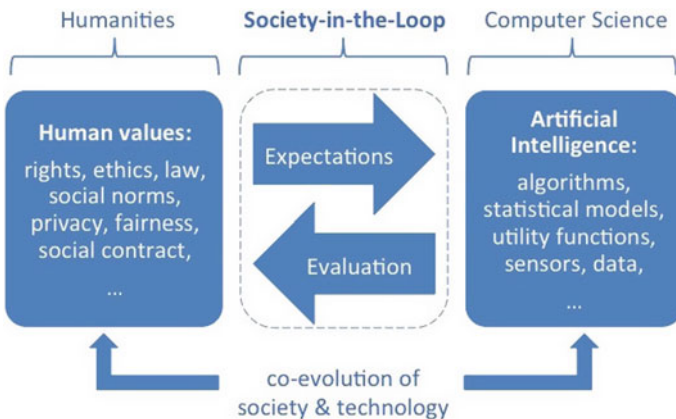 Humanities
Society-in-the-Loop
Computer Science
Human values:
rights, ethics, law,
social norms,
privacy, fairness,
social contract,
...
Expectations
Evaluation
Artificial
Intelligence:
algorithms,
statistical models,
utility functions,
sensors, data,
...
co-evolution of
society & technology